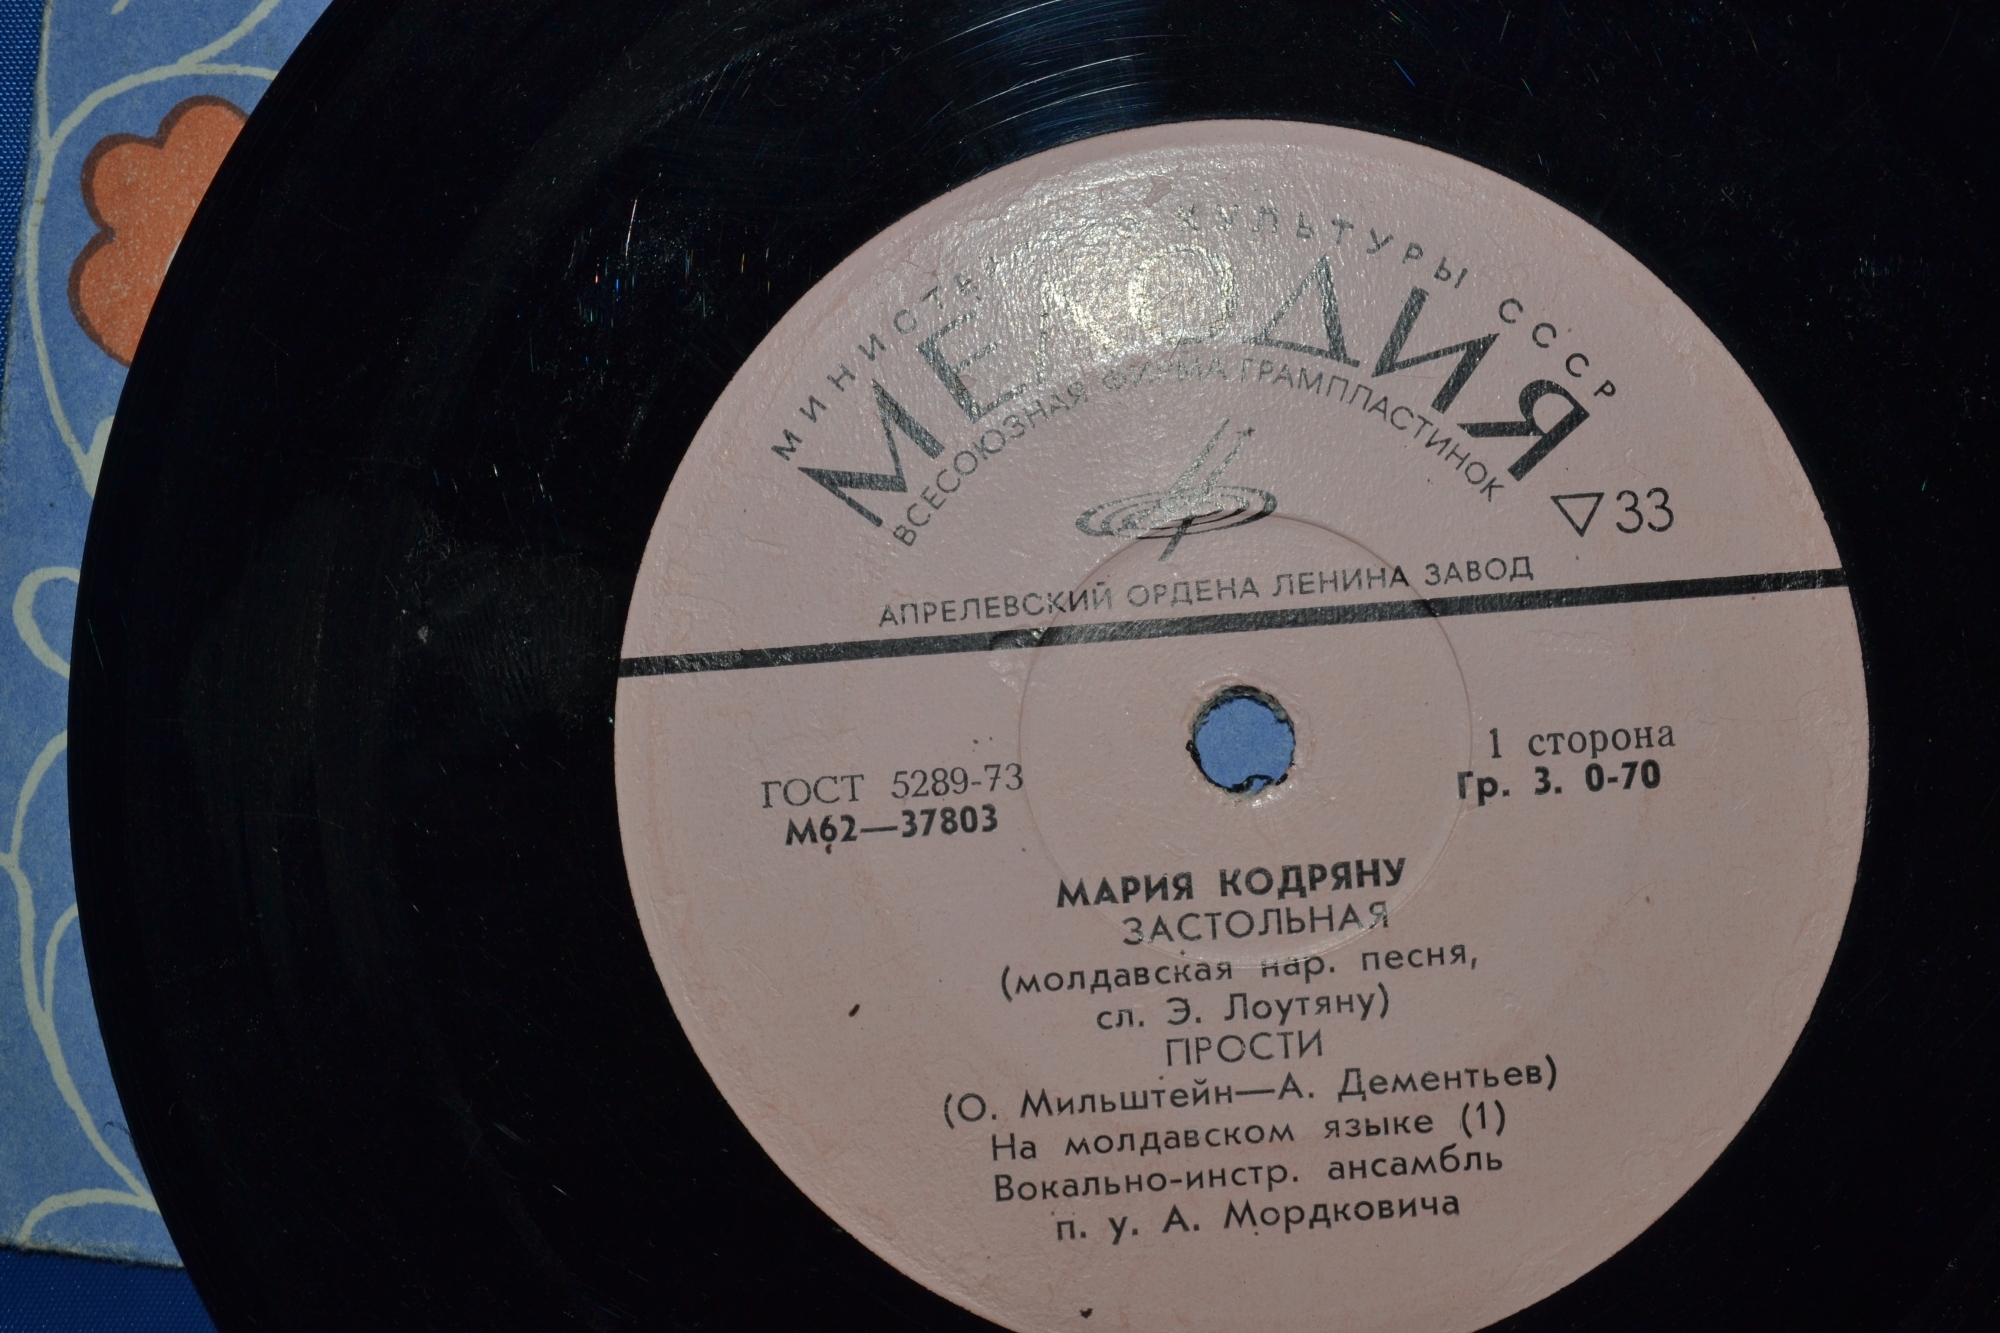 МИНИСТЕРСТВО КУЛЬТУРЫ СССР
МЕЛОДИЯ
ВСЕСОЮЗНАЯ ФИРМА ГРАМПЛАСТИНОК
▽33
АПРЕЛЕВСКИЙ ОРДЕНА ЛЕНИНА ЗАВОД
1 сторона
ГОСТ 5289-73
Гр. 3. 0-70
М62—37803
МАРИЯ КОДРЯНУ
ЗАСТОЛЬНАЯ
(молдавская нар. песня,
сл. Э. Лоутяну)
ПРОСТИ
(О. Мильштейн—А. Дементьев)
На молдавском языке (1)
Вокально-инстр. ансамбль
п. у. А. Мордковича